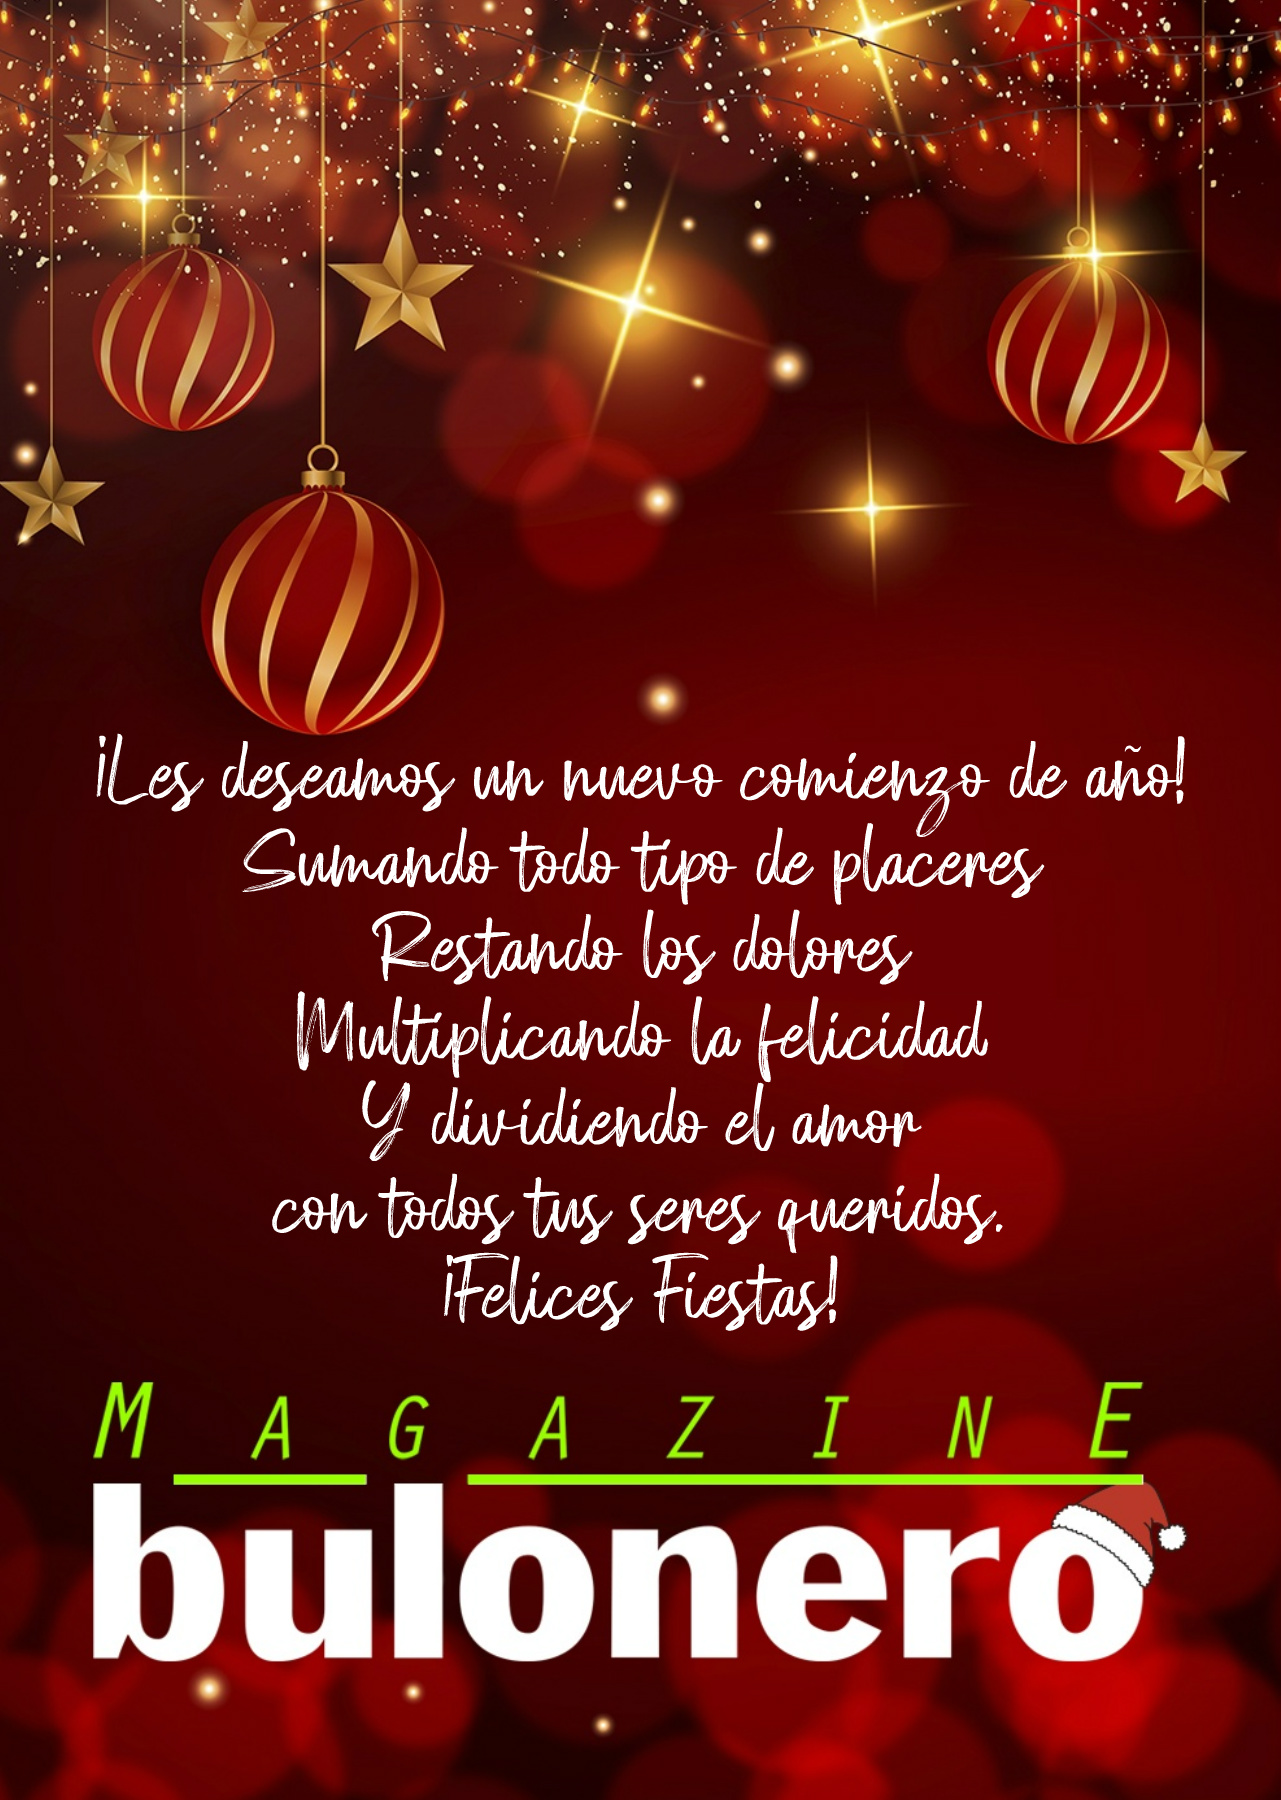 ¡Les deseamos un nuevo comienzo de año!
Sumando todo tipo de placeres
Restando los dolores
Multiplicando la felicidad
Y dividiendo el amor
con todos tus seres queridos.
¡Felices Fiestas!
MAGAZINE
bulonero